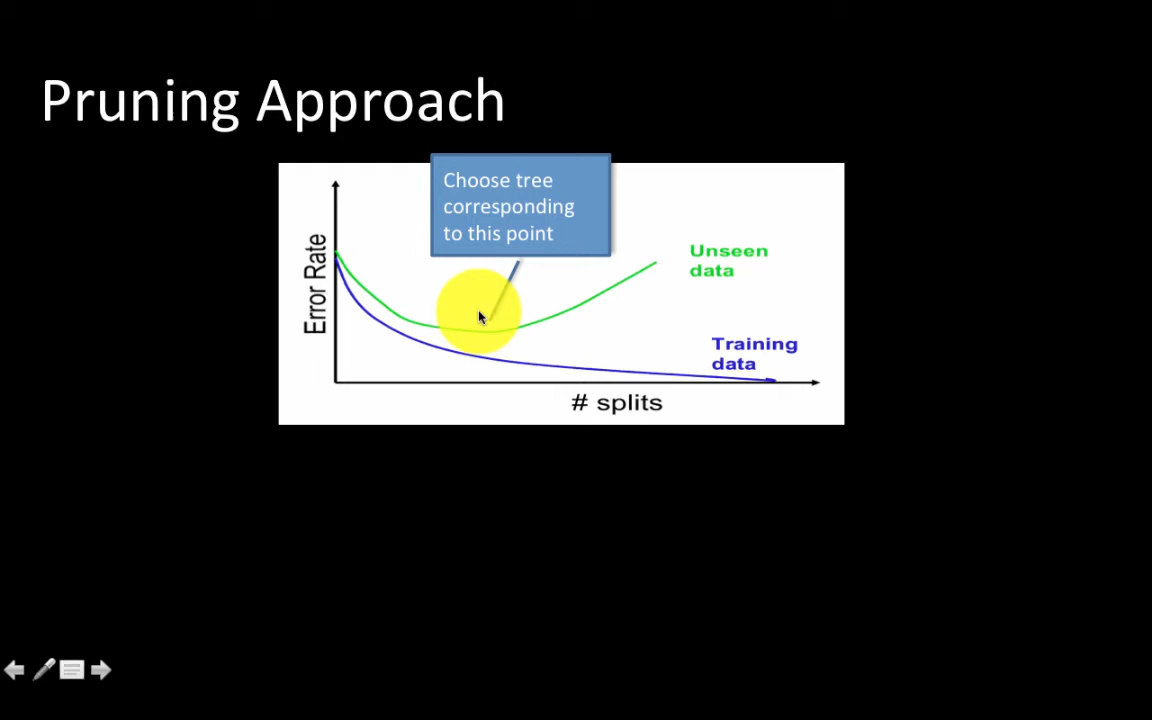 Pruning Approach
Choose tree
corresponding
to this point
Error Rate
Unseen
data
Training
data
# splits